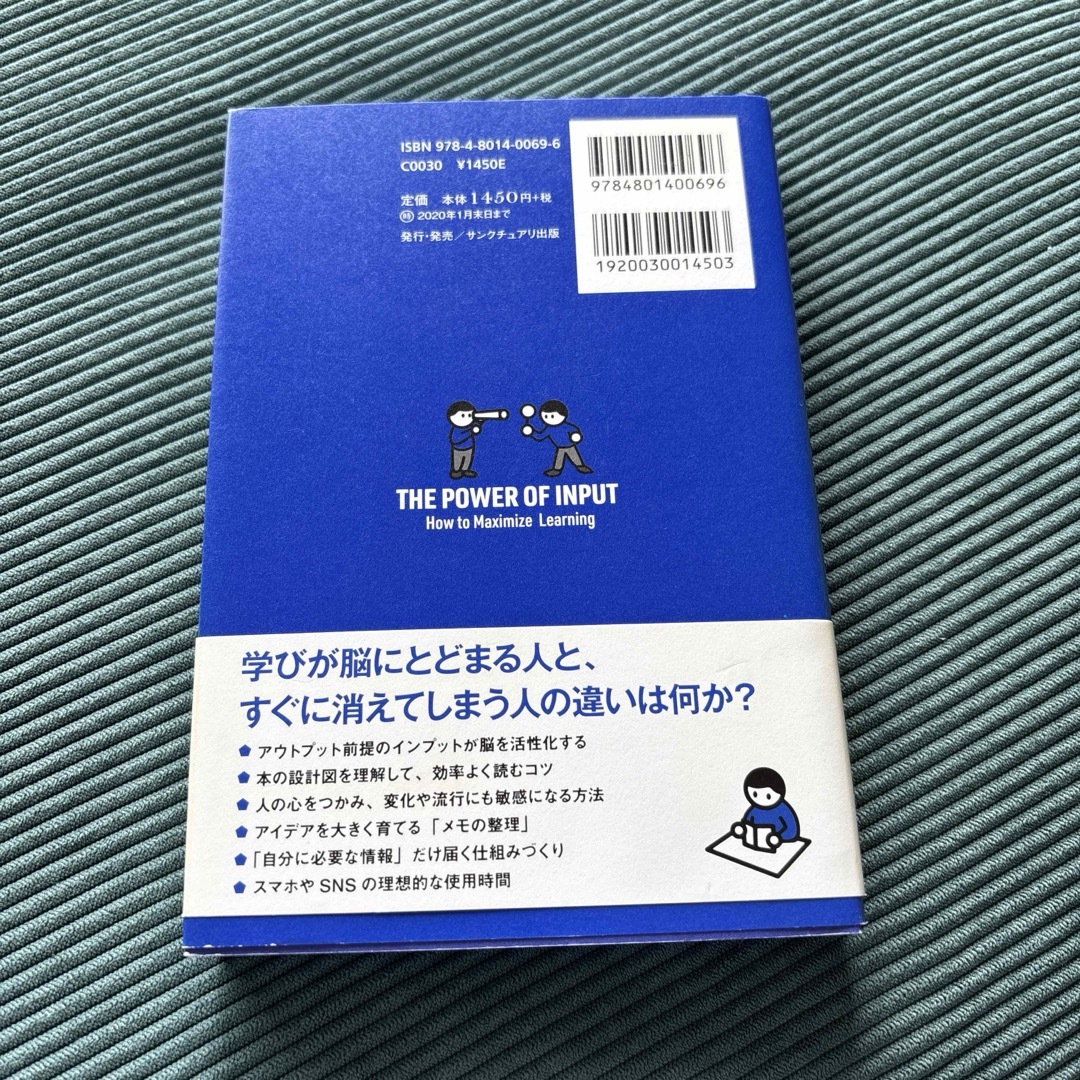 ISBN 978-4-8014-0069-6
C0030 ¥1450E
定価 本体1450円+税
時 2020年1月末日まで
発行・発売／サンクチュアリ出版
9784801400696
1920030014503
THE POWER OF INPUT
How to Maximize Learning
学びが脳にとどまる人と、
すぐに消えてしまう人の違いは何か？
アウトプット前提のインプットが脳を活性化する
本の設計図を理解して、効率よく読むコツ
人の心をつかみ、変化や流行にも敏感になる方法
アイデアを大きく育てる「メモの整理」
「自分に必要な情報」だけ届く仕組みづくり
スマホやSNSの理想的な使用時間